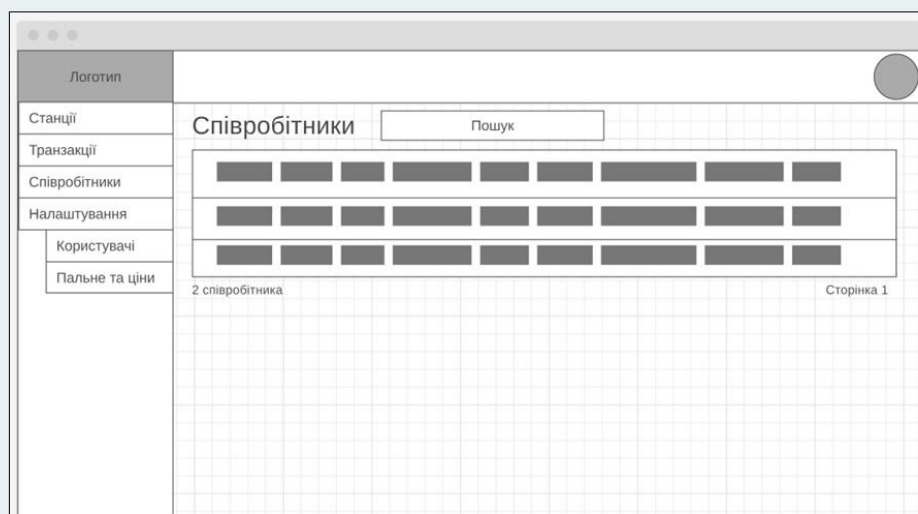 Логотип
Станції
Транзакції
Співробітники
Налаштування
Користувачі
Пальне та ціни
Співробітники
Пошук
2 співробітника
Сторінка 1